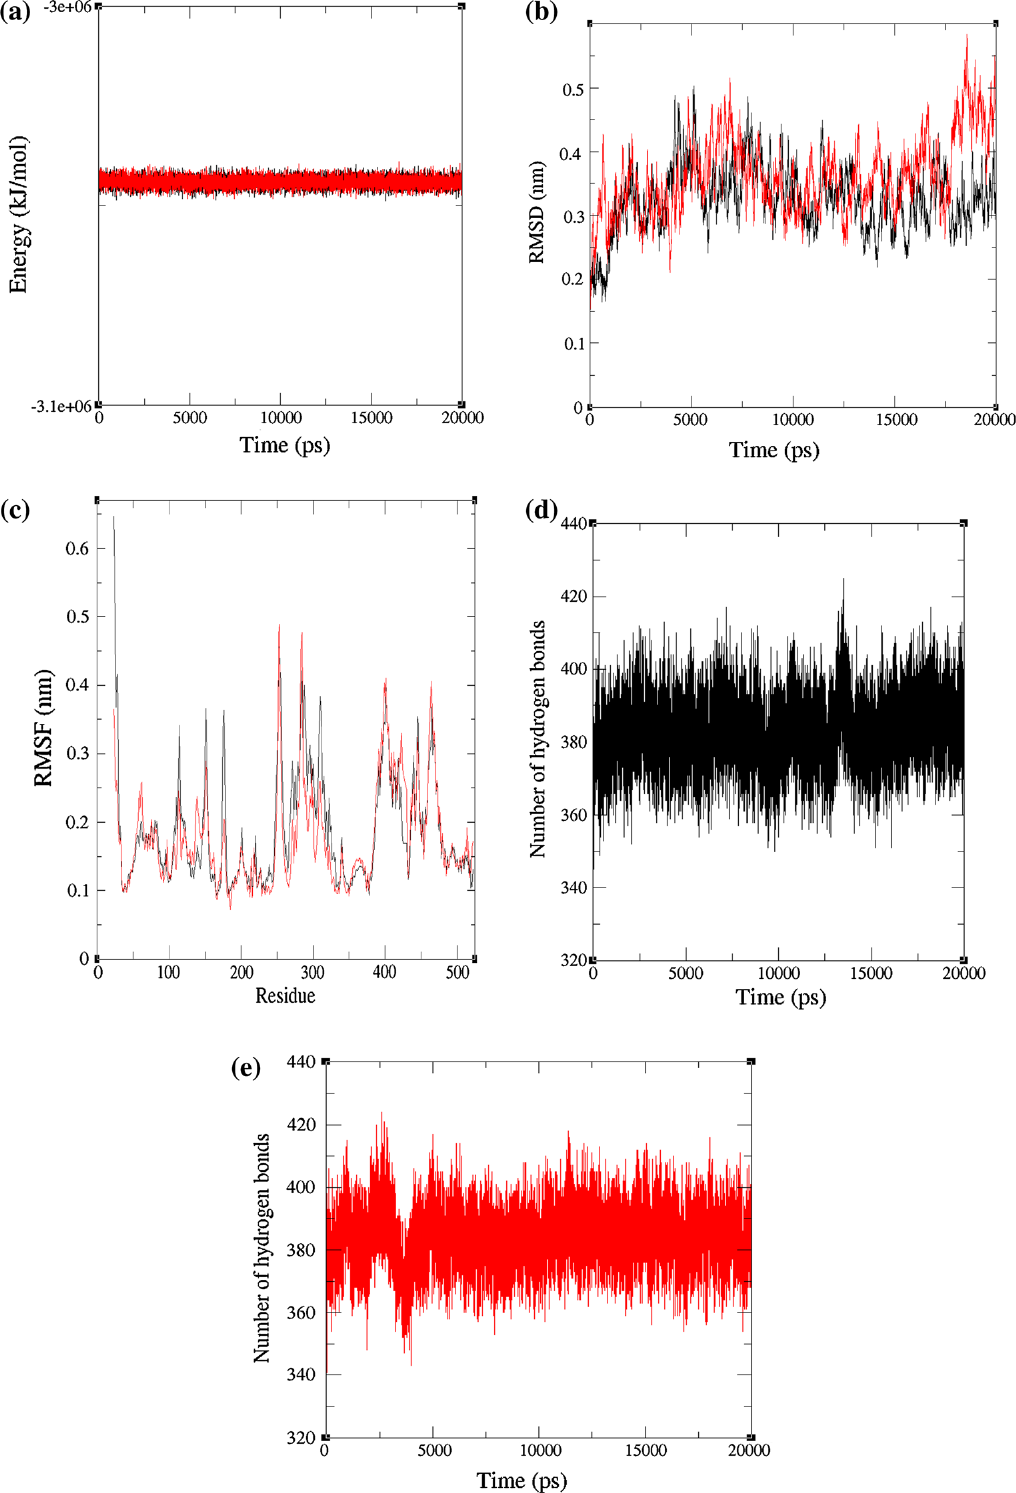 (a)
-3e+06
Energy (kJ/mol)
-3.1e+06
0 5000 10000 15000 20000
Time (ps)
(b)
0.5
0.4
0.3
0.2
0.1
0
RMSD (nm)
0 5000 10000 15000 20000
Time (ps)
(c)
0.6
0.5
0.4
0.3
0.2
0.1
0
RMSF (nm)
0 100 200 300 400 500
Residue
(d)
440
420
400
380
360
340
320
Number of hydrogen bonds
0 5000 10000 15000 20000
Time (ps)
(e)
440
420
400
380
360
340
320
Number of hydrogen bonds
0 5000 10000 15000 20000
Time (ps)